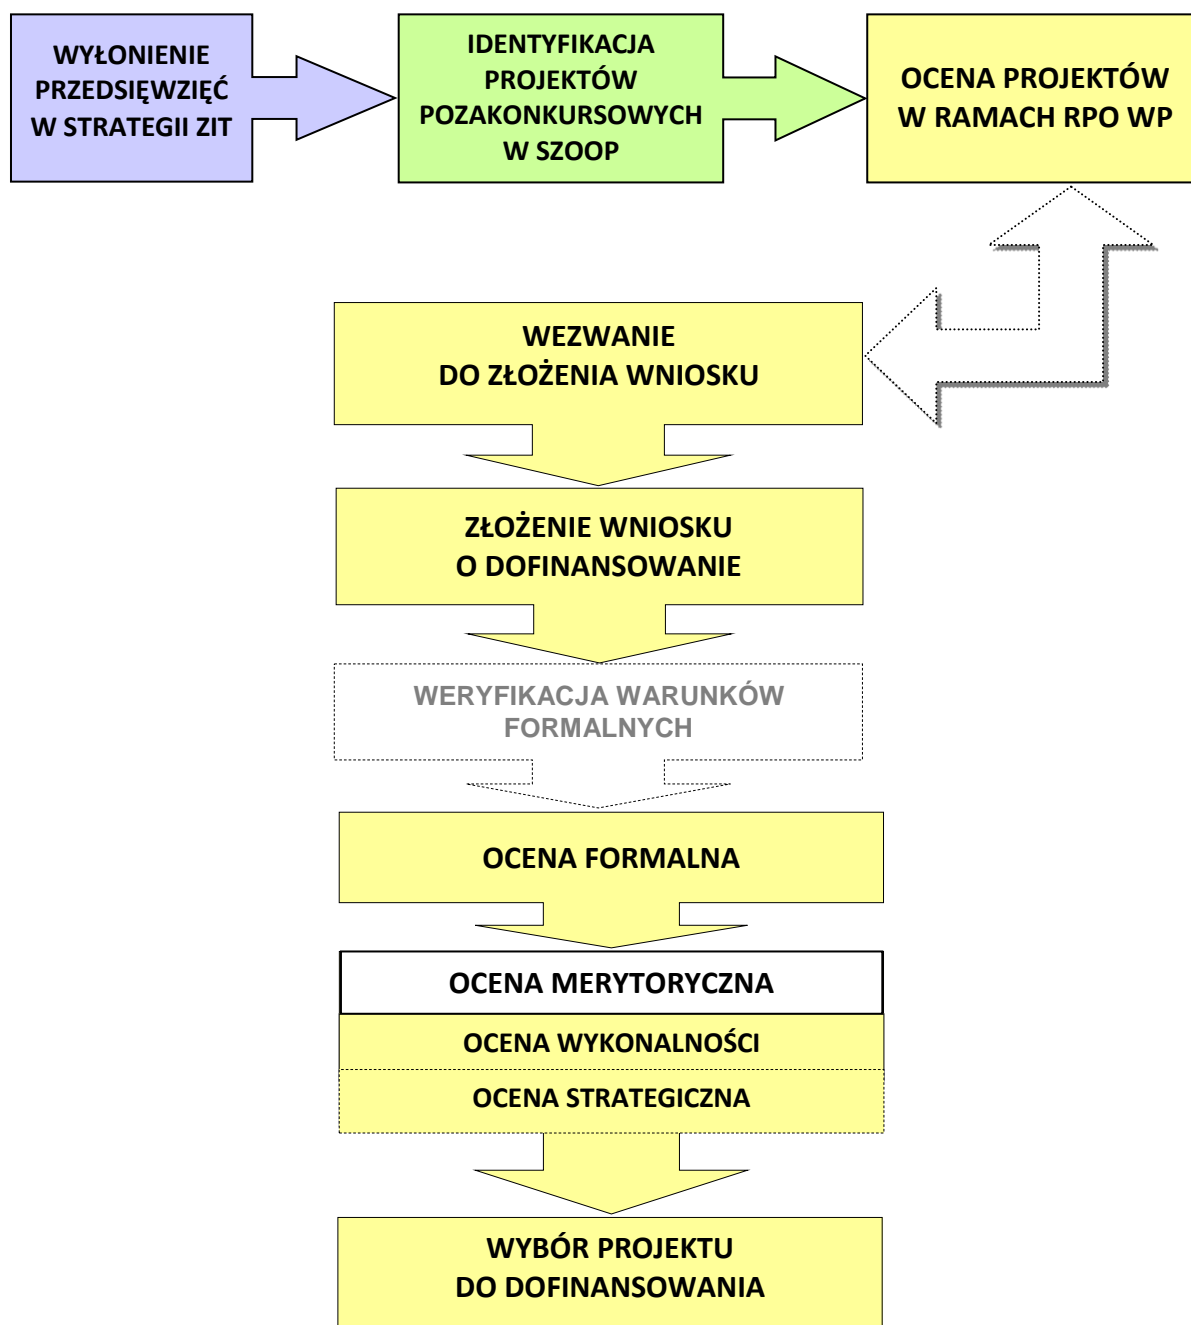 WYŁONIENIE
PRZEDSIĘWZIĘĆ
W STRATEGII ZIT
IDENTYFIKACJA
PROJEKTÓW
POZAKONKURSOWYCH
W SZOOP
OCENA PROJEKTÓW
W RAMACH RPO WP
WEZWANIE
DO ZŁOŻENIA WNIOSKU
ZŁOŻENIE WNIOSKU
O DOFINANSOWANIE
WERYFIKACJA WARUNKÓW
FORMALNYCH
OCENA FORMALNA
OCENA MERYTORYCZNA
OCENA WYKONALNOŚCI
OCENA STRATEGICZNA
WYBÓR PROJEKTU
DO DOFINANSOWANIA